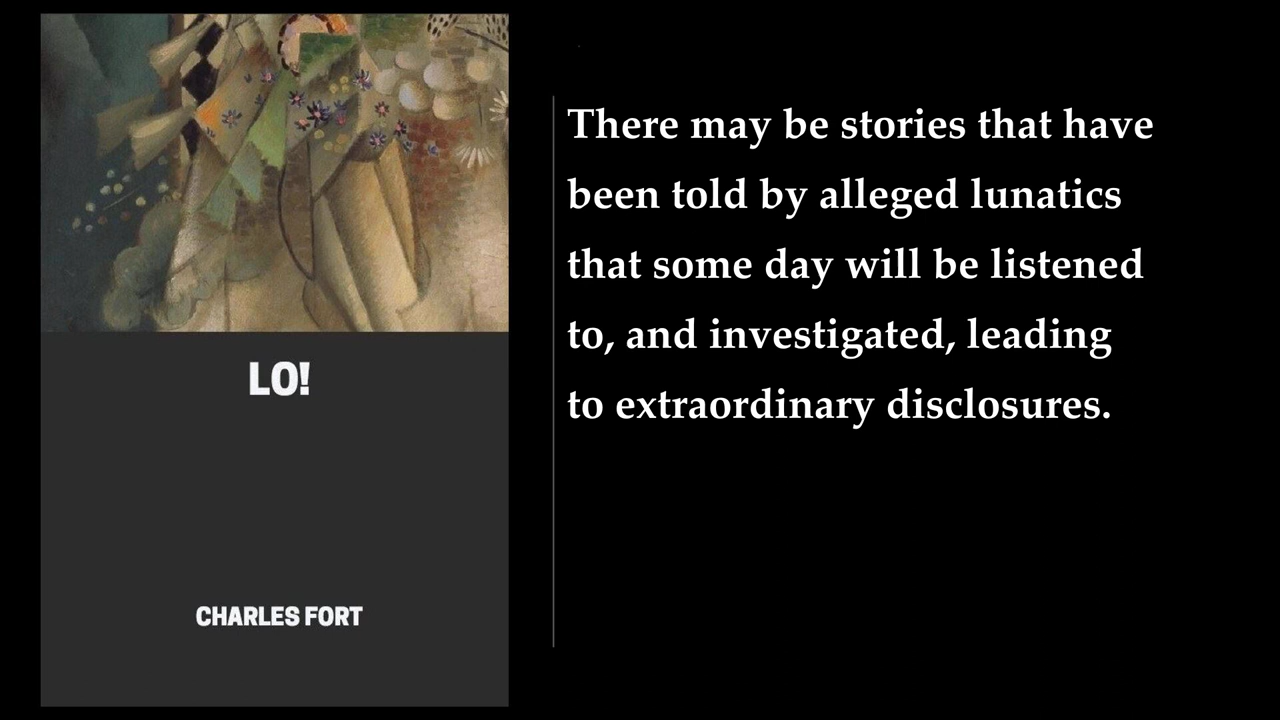 LO!
CHARLES FORT
There may be stories that have
been told by alleged lunatics
that some day will be listened
to, and investigated, leading
to extraordinary disclosures.